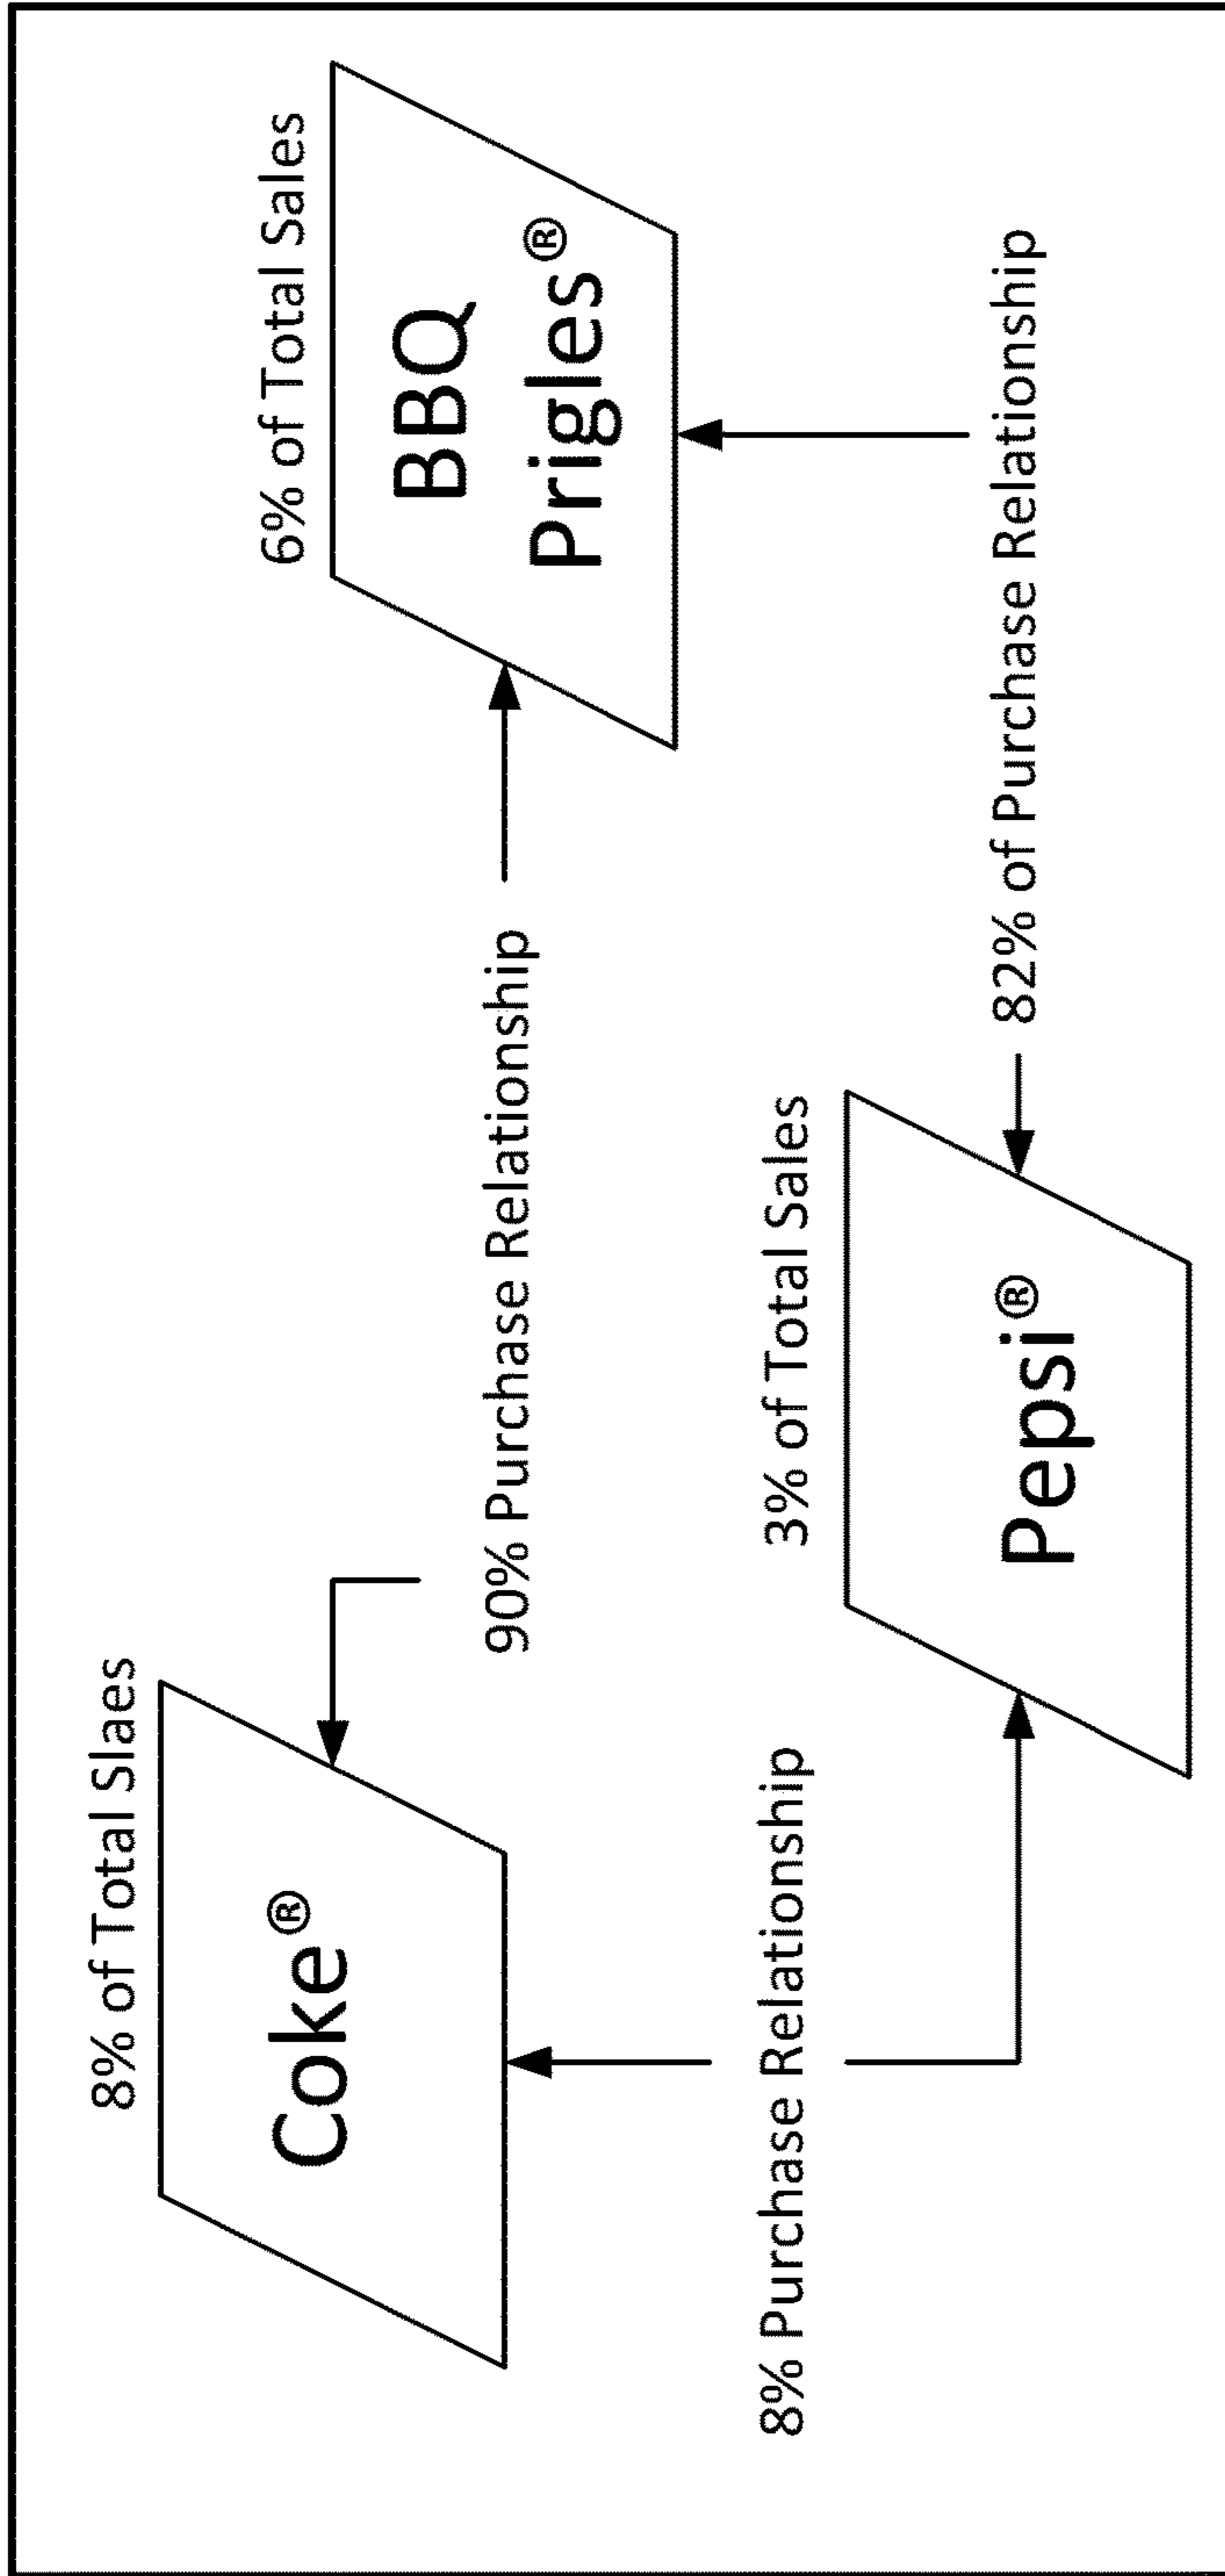 8% of Total Slaes
Coke®
6% of Total Sales
BBQ
Prigles®
90% Purchase Relationship
8% Purchase Relationship
3% of Total Sales
Pepsi®
82% of Purchase Relationship